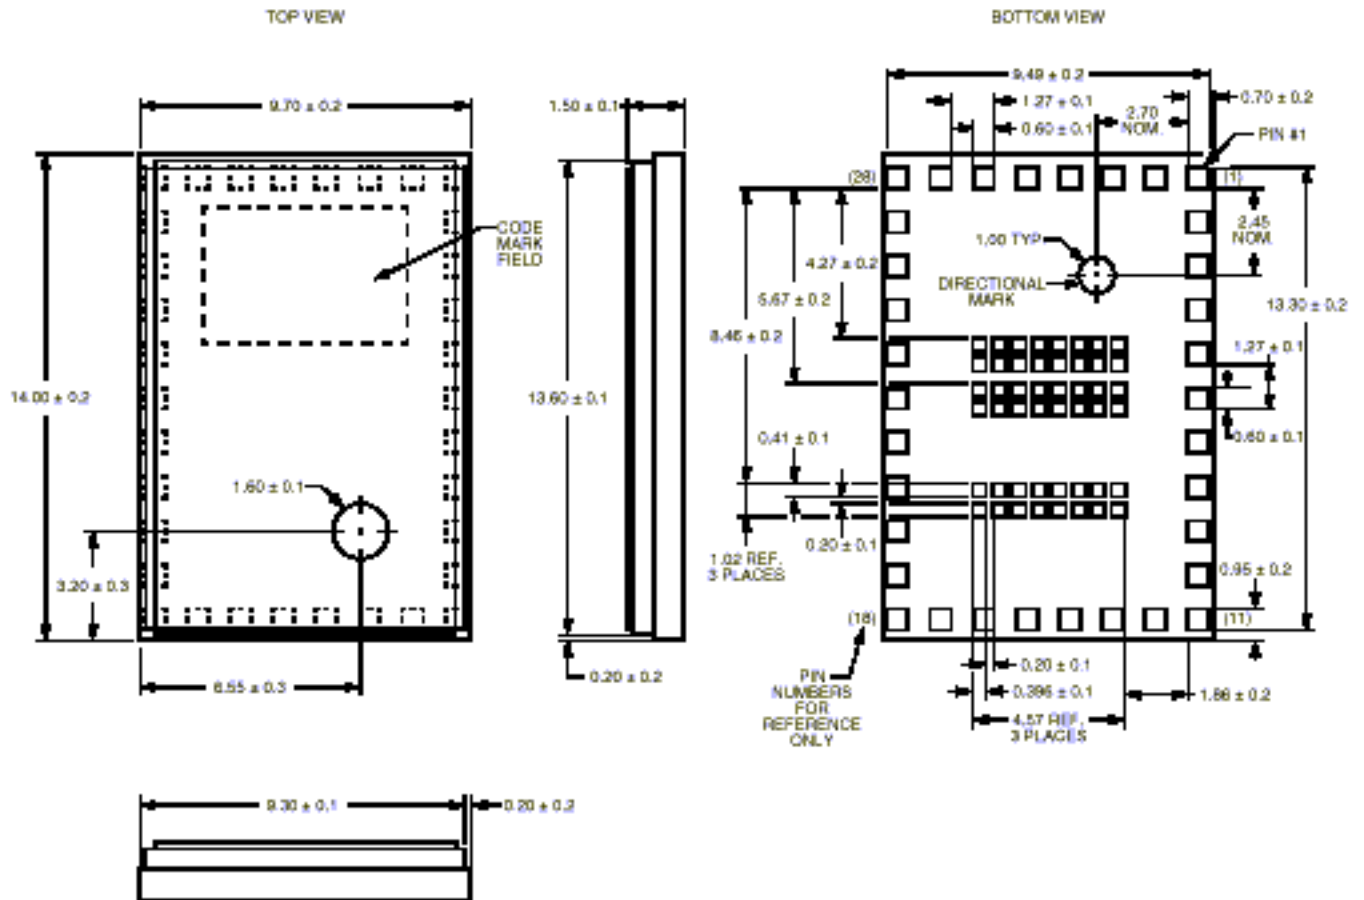 TOP VIEW
BOTTOM VIEW
9.70 ± 0.2
1.50 ± 0.1
9.49 ± 0.2
1.27 ± 0.1
0.60 ± 0.1
2.70
NOM.
0.70 ± 0.2
PIN #1
(1)
CODE
MARK
FIELD
1.00 TYP
DIRECTIONAL
MARK
2.45
NOM.
4.27 ± 0.2
5.67 ± 0.2
8.46 ± 0.2
13.30 ± 0.2
1.27 ± 0.1
14.00 ± 0.2
13.60 ± 0.1
0.41 ± 0.1
0.60 ± 0.1
1.60 ± 0.1
0.20 ± 0.1
1.02 REF.
3 PLACES
3.20 ± 0.3
0.95 ± 0.2
(18)
(11)
0.20 ± 0.2
6.55 ± 0.3
PIN
NUMBERS
FOR
REFERENCE
ONLY
0.20 ± 0.1
0.396 ± 0.1
1.86 ± 0.2
4.57 REF.
3 PLACES
9.30 ± 0.1
0.20 ± 0.2